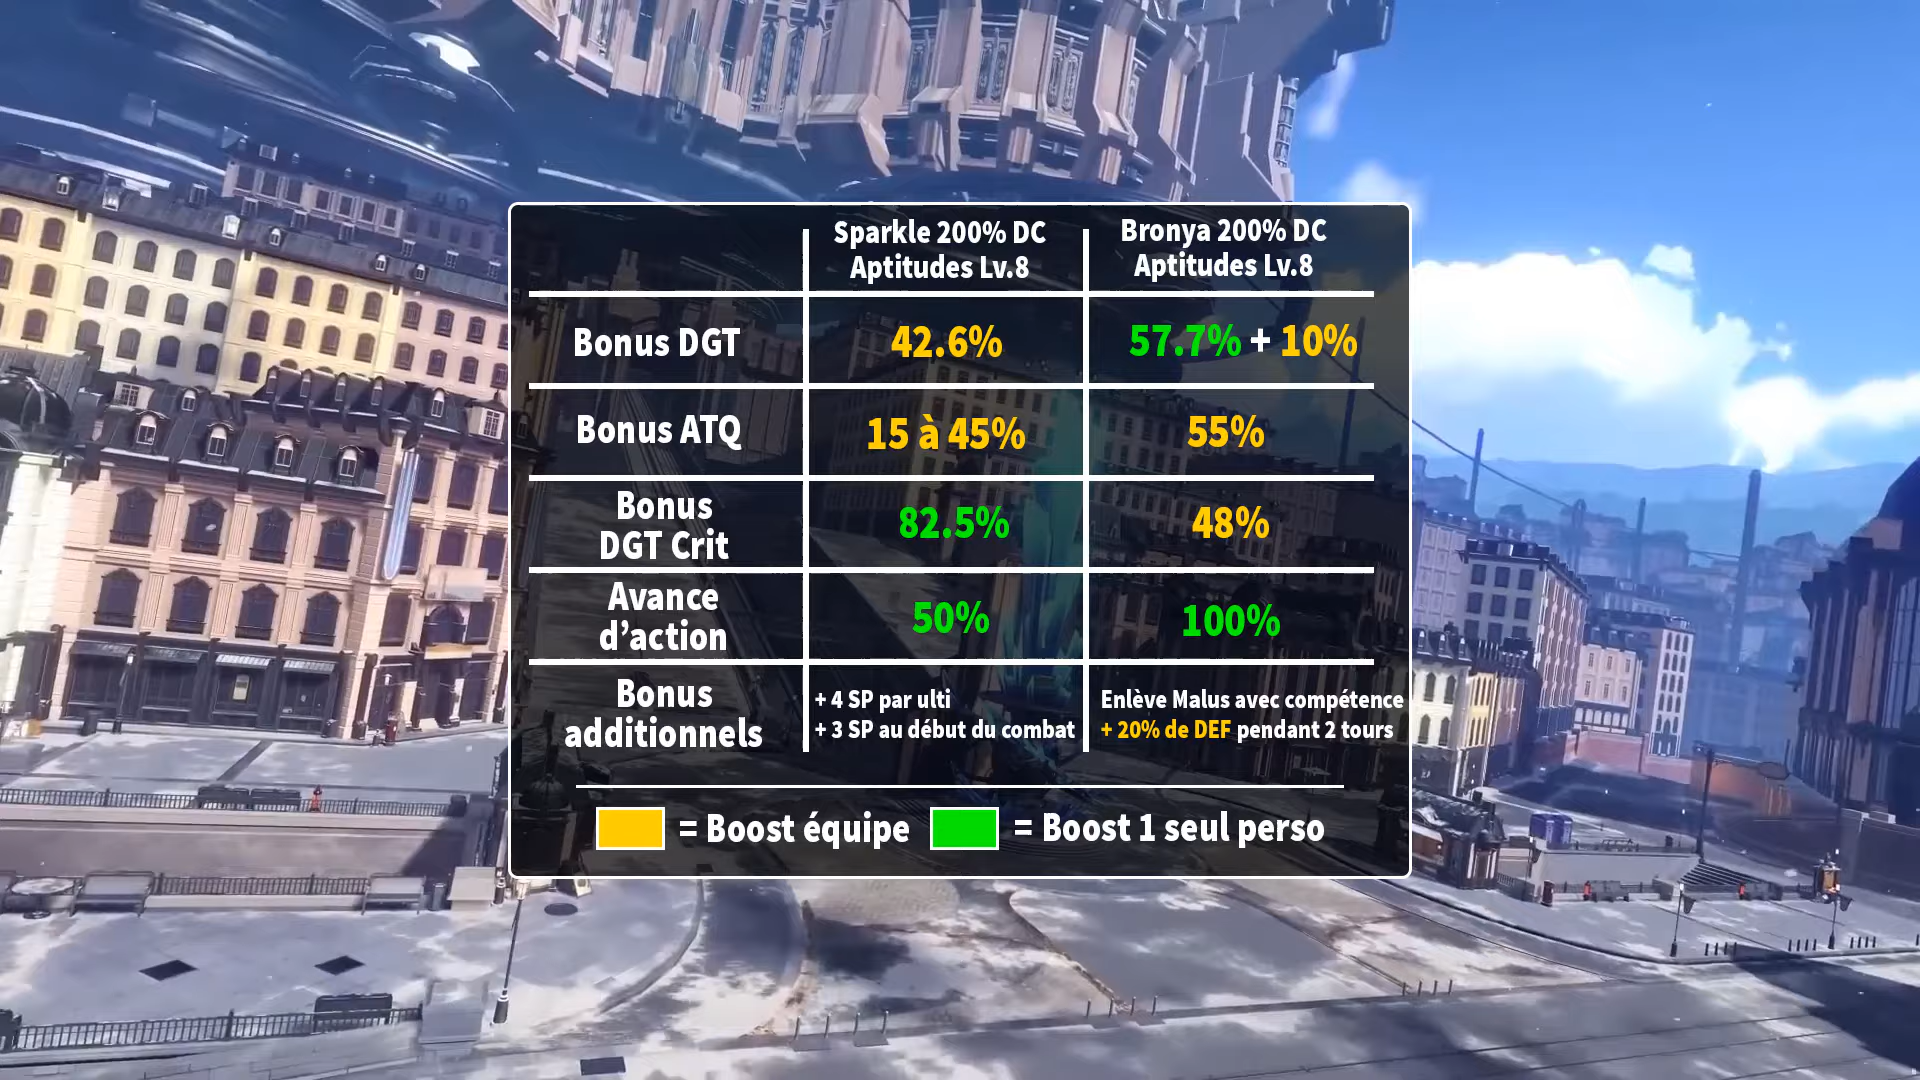 Sparkle 200% DC
Aptitudes Lv.8
Bronya 200% DC
Aptitudes Lv.8
Bonus DGT
42.6%
57.7% + 10%
Bonus ATQ
15 à 45%
55%
Bonus
DGT Crit
82.5%
48%
Avance
d’action
50%
100%
Bonus
additionnels
+ 4 SP par ulti
+ 3 SP au début du combat
Enlève Malus avec compétence
+ 20% de DEF pendant 2 tours
= Boost équipe
= Boost 1 seul perso